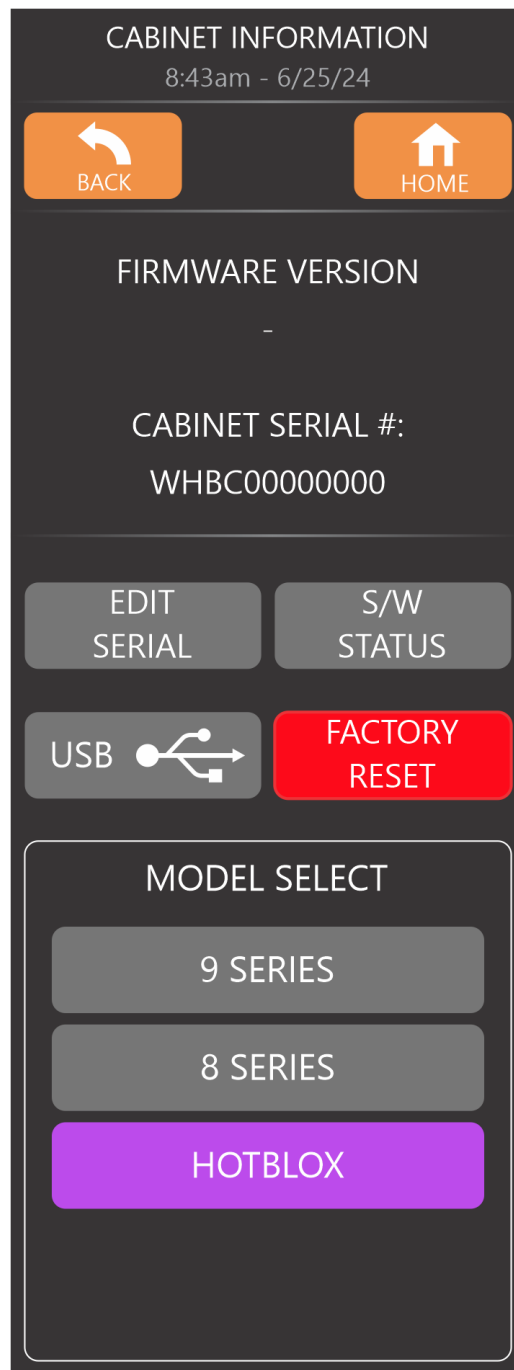 CABINET INFORMATION
8:43am - 6/25/24
BACK
HOME
FIRMWARE VERSION
-
CABINET SERIAL #:
WHBC00000000
EDIT
SERIAL
S/W
STATUS
USB
FACTORY
RESET
MODEL SELECT
9 SERIES
8 SERIES
HOTBLOX